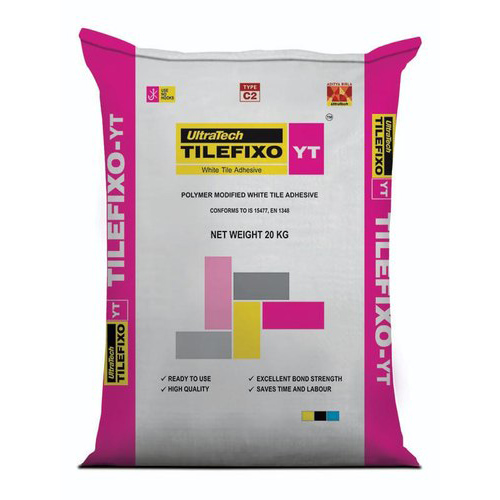 USE
NO
HOOKS
TYPE
C2
ADITYA BIRLA
UltraTech
UltraTech
TILEFIXO YT
White Tile Adhesive
TM
POLYMER MODIFIED WHITE TILE ADHESIVE
CONFORMS TO IS 15477, EN 1348
NET WEIGHT 20 KG
✓ READY TO USE
✓ HIGH QUALITY
✓ EXCELLENT BOND STRENGTH
✓ SAVES TIME AND LABOUR
UltraTech
TILEFIXO YT
TILEFIXO-YT
UltraTech
TILEFIXO YT
TILEFIXO-YT